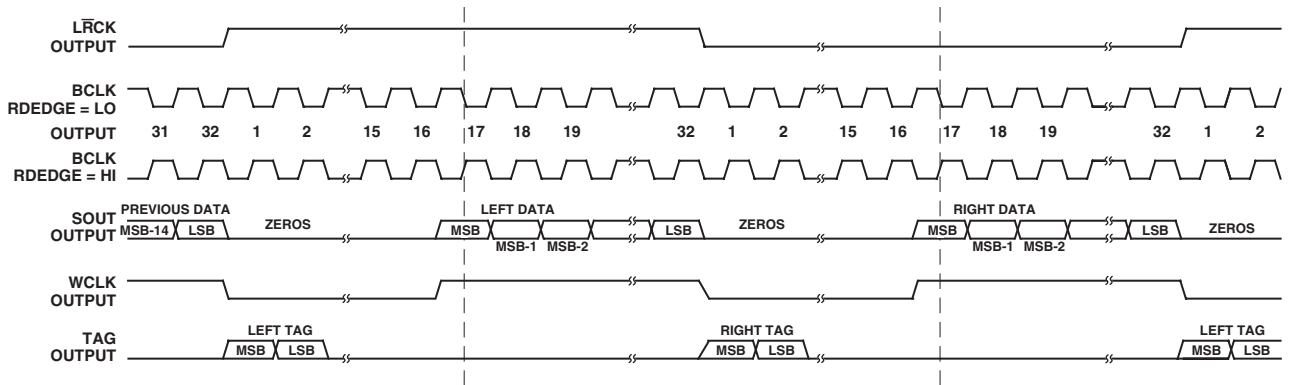 LR̅CK
OUTPUT
BCLK
RDEDGE = LO
OUTPUT 31 32 1 2 15 16 17 18 19 32 1 2 15 16 17 18 19 32 1 2
BCLK
RDEDGE = HI
PREVIOUS DATA LEFT DATA RIGHT DATA
SOUT
OUTPUT MSB-14 LSB ZEROS MSB LSB ZEROS MSB LSB ZEROS
MSB-1 MSB-2 MSB-1 MSB-2
WCLK
OUTPUT
LEFT TAG RIGHT TAG LEFT TAG
TAG
OUTPUT MSB LSB MSB LSB MSB LSB